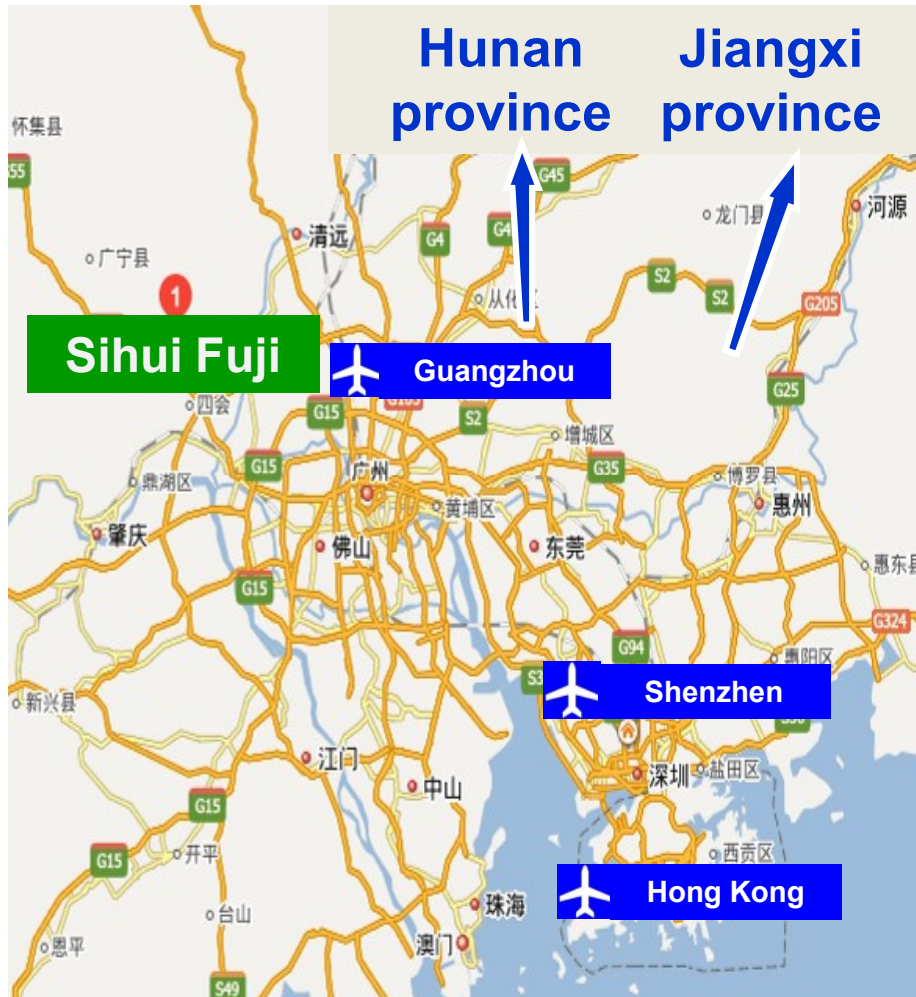 Hunan
province
Jiangxi
province
怀集县
G45
龙门县
河源
清远
G4
广宁县
S2
S2
1
G205
Sihui Fuji
Guangzhou
G25
四会
G15
S2
增城区
G15
G35
博罗县
鼎湖区
广州
黄埔区
惠州
肇庆
佛山
东莞
惠东县
G15
G324
G94
惠阳区
Shenzhen
新兴县
江门
深圳
盐田区
中山
G15
开平
G15
西贡区
Hong Kong
珠海
台山
澳门
恩平
S49